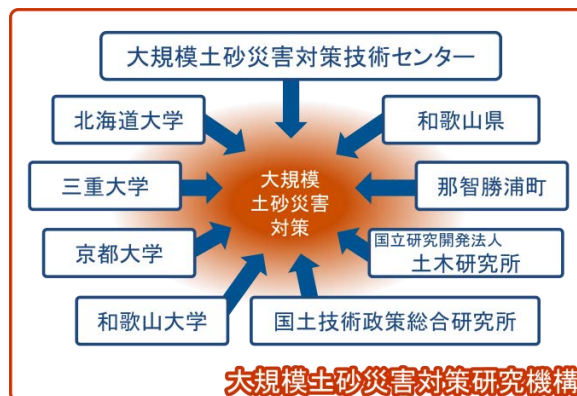 大規模土砂災害対策技術センター
北海道大学
和歌山県
三重大学
大規模
土砂災害
対策
那智勝浦町
京都大学
国立研究開発法人
土木研究所
和歌山大学
国土技術政策総合研究所
大規模土砂災害対策研究機構